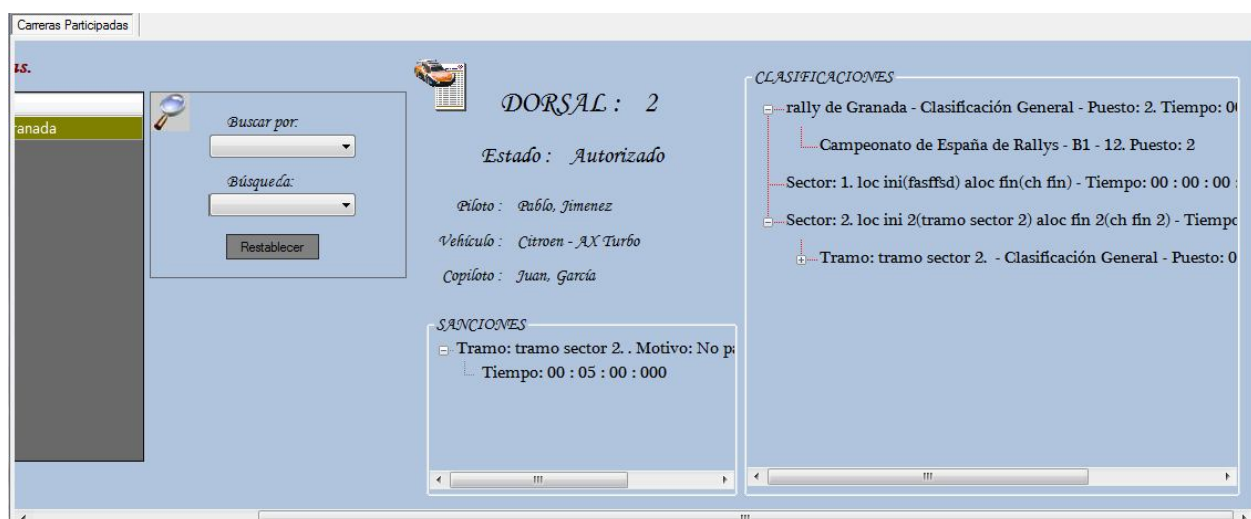 Carreras Participadas
as.
ranada
Buscar por:
Búsqueda:
Restablecer
DORSAL : 2
Estado : Autorizado
Piloto : Pablo, Jimenez
Vehículo : Citroen - AX Turbo
Copiloto : Juan, García
SANCIONES
Tramo: tramo sector 2. . Motivo: No pa
Tiempo: 00 : 05 : 00 : 000
CLASIFICACIONES
rally de Granada - Clasificación General - Puesto: 2. Tiempo: 00
Campeonato de España de Rallys - B1 - 12. Puesto: 2
Sector: 1. loc ini(fasffsd) aloc fin(ch fin) - Tiempo: 00 : 00 : 00 :
Sector: 2. loc ini 2(tramo sector 2) aloc fin 2(ch fin 2) - Tiempo
Tramo: tramo sector 2.  - Clasificación General - Puesto: 0